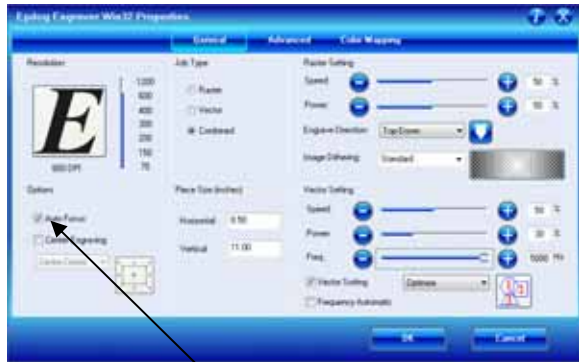 Epilog Engraver Win32 Properties
General Advanced Color Mapping
Resolution
1200
600
400
300
200
150
75
600 DPI
Job Type
Raster
Vector
Combined
Raster Setting
Speed 50 %
Power %
Engrave Direction Top Down
Image Dithering Standard
Options
Auto Focus
Center Engraving
Center-Center
Piece Size (Inches)
Horizontal 8.50
Vertical 11.00
Vector Setting
Speed %
Power %
Freq. 5000 Hz
Vector Sorting Optimize
Frequency Automatic
OK Cancel